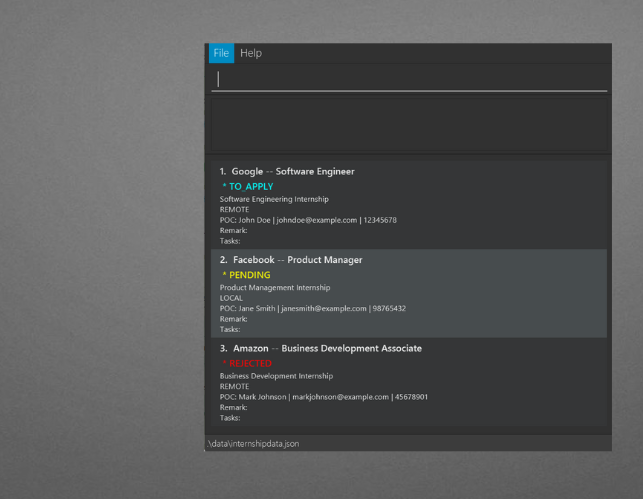 File Help
1. Google -- Software Engineer
* TO_APPLY
Software Engineering Internship
REMOTE
POC: John Doe | johndoe@example.com | 12345678
Remark:
Tasks:
2. Facebook -- Product Manager
* PENDING
Product Management Internship
LOCAL
POC: Jane Smith | janesmith@example.com | 98765432
Remark:
Tasks:
3. Amazon -- Business Development Associate
* REJECTED
Business Development Internship
REMOTE
POC: Mark Johnson | markjohnson@example.com | 45678901
Remark:
Tasks:
.\data\internshipdata.json